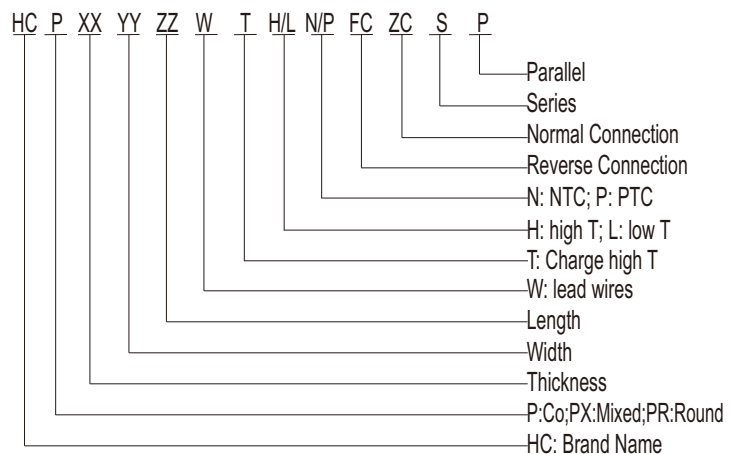 HC P XX YY ZZ W T H/L N/P FC ZC S P
Parallel
Series
Normal Connection
Reverse Connection
N: NTC; P: PTC
H: high T; L: low T
T: Charge high T
W: lead wires
Length
Width
Thickness
P:Co;PX:Mixed;PR:Round
HC: Brand Name